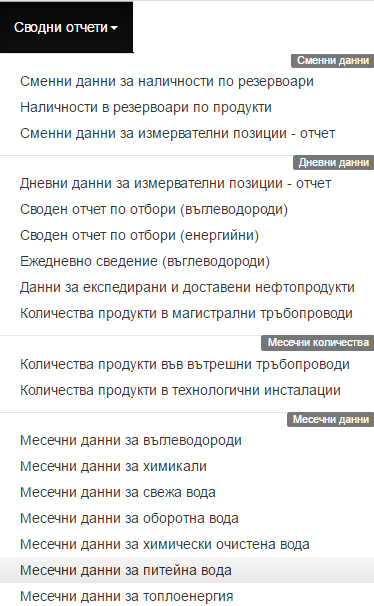 Сводни отчети
Сменни данни
Сменни данни за наличности по резервоари
Наличности в резервоари по продукти
Сменни данни за измервателни позиции - отчет
Дневни данни
Дневни данни за измервателни позиции - отчет
Своден отчет по отбори (въглеводороди)
Своден отчет по отбори (енергийни)
Ежедневно сведение (въглеводороди)
Данни за експедирани и доставени нефтопродукти
Количества продукти в магистрални тръбопроводи
Месечни количества
Количества продукти във вътрешни тръбопроводи
Количества продукти в технологични инсталации
Месечни данни
Месечни данни за въглеводороди
Месечни данни за химикали
Месечни данни за свежа вода
Месечни данни за оборотна вода
Месечни данни за химически очистена вода
Месечни данни за питейна вода
Месечни данни за топлоенергия